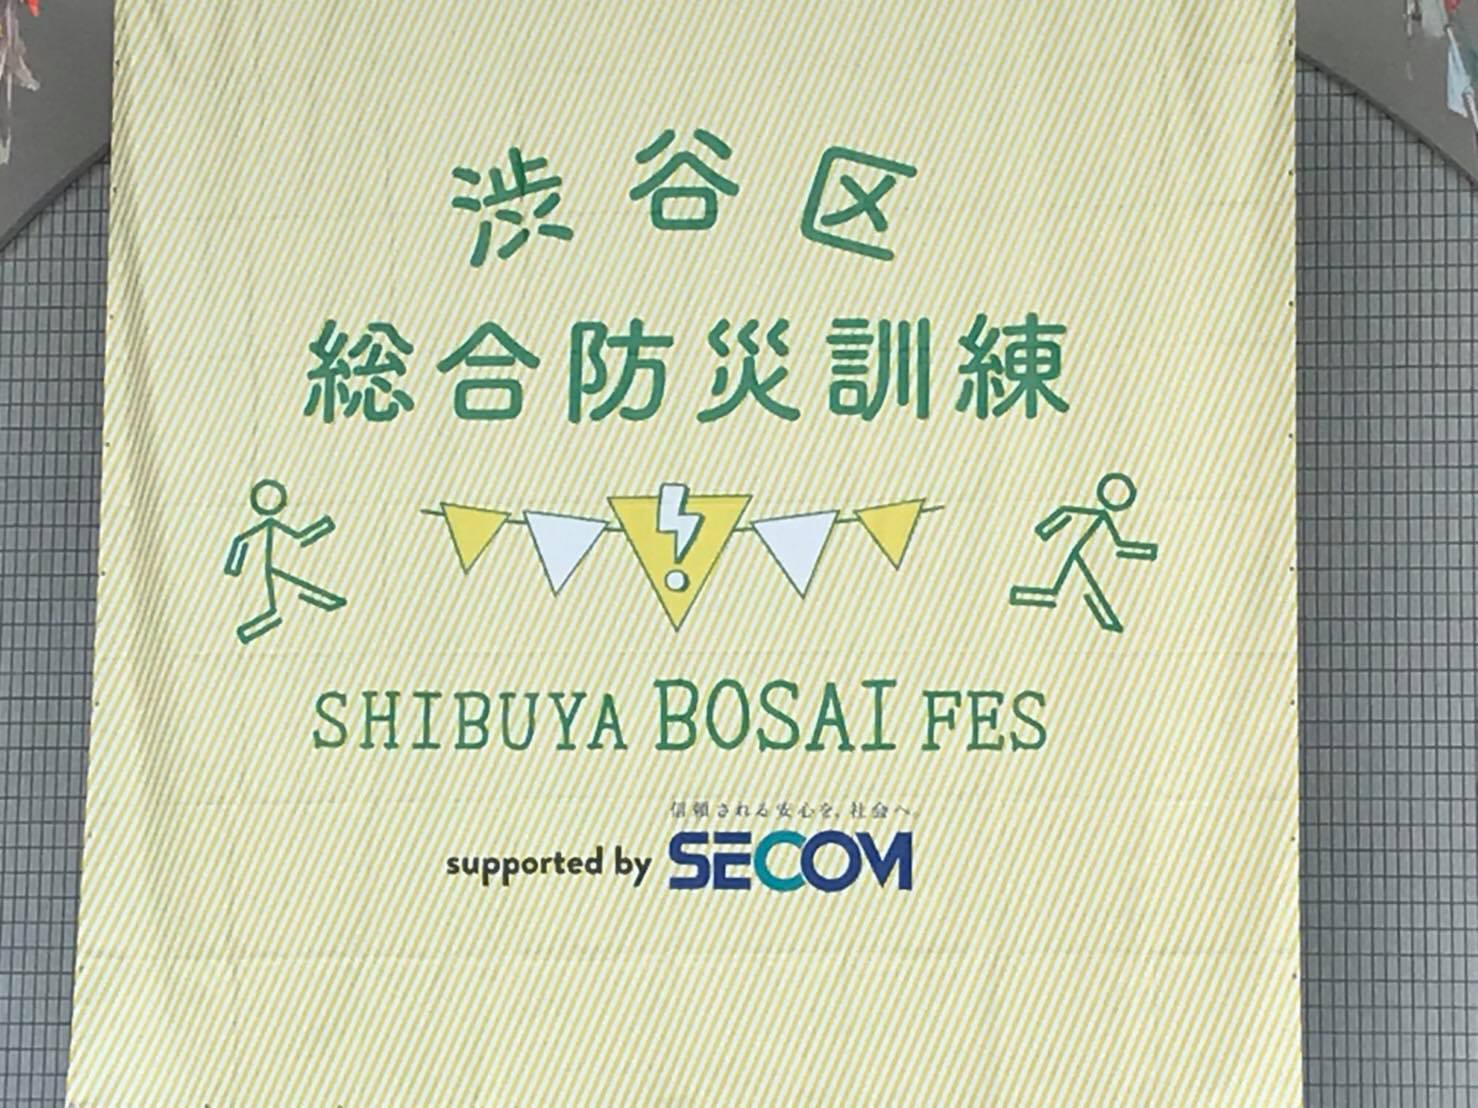 渋谷区
総合防災訓練
SHIBUYA BOSAI FES
信頼される安心を、社会へ。
supported by SECOM